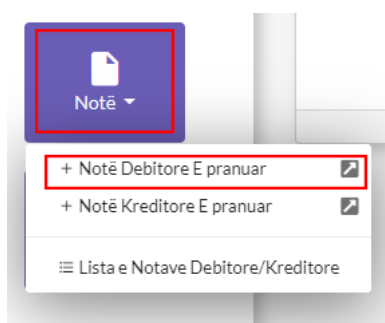 Notë
+ Notë Debitore E pranuar
+ Notë Kreditore E pranuar
Lista e Notave Debitore/Kreditore